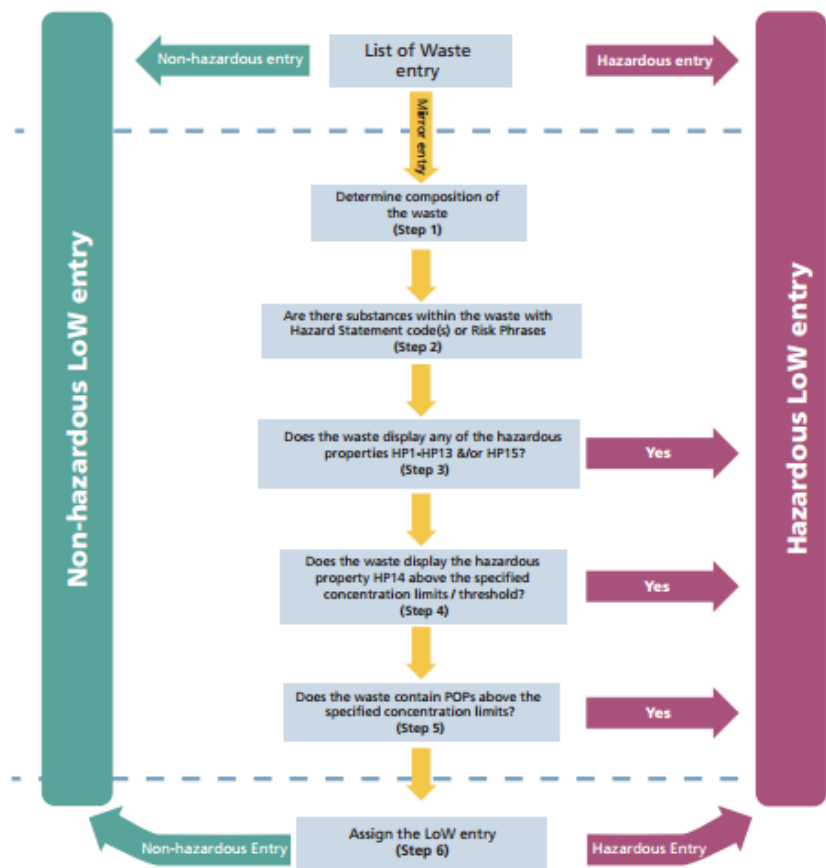 Non-hazardous entry
List of Waste
entry
Hazardous entry
Mirror entry
Determine composition of
the waste
(Step 1)
Non-hazardous LoW entry
Hazardous LoW entry
Are there substances within the waste with
Hazard Statement code(s) or Risk Phrases
(Step 2)
Does the waste display any of the hazardous
properties HP1-HP13 &/or HP15?
(Step 3)
Yes
Does the waste display the hazardous
property HP14 above the specified
concentration limits / threshold?
(Step 4)
Yes
Does the waste contain POPs above the
specified concentration limits?
(Step 5)
Yes
Non-hazardous Entry
Assign the LoW entry
(Step 6)
Hazardous Entry